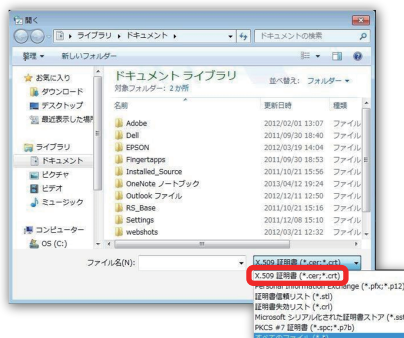 開く
ライブラリ ▸ ドキュメント ▸
ドキュメントの検索
整理 ▼ 新しいフォルダー
お気に入り
ダウンロード
デスクトップ
最近表示した場所
ライブラリ
ドキュメント
ピクチャ
ビデオ
ミュージック
コンピューター
OS (C:)
ドキュメント ライブラリ
対象フォルダー: 2 か所
並べ替え: フォルダー ▼
名前 更新日時 種類
Adobe 2012/02/01 13:07 ファイル
Dell 2011/09/30 18:40 ファイル
EPSON 2012/03/19 14:04 ファイル
Fingertapps 2011/09/30 18:53 ファイル
Installed_Source 2011/10/21 15:56 ファイル
OneNote ノートブック 2013/04/12 19:24 ファイル
Outlook ファイル 2012/12/11 12:50 ファイル
RS_Base 2011/10/21 15:16 ファイル
Settings 2011/12/08 15:10 ファイル
webshots 2012/03/21 12:32 ファイル
ファイル名(N):
X.509 証明書 (*.cer;*.crt)
X.509 証明書 (*.cer;*.crt)
Personal Information Exchange (*.pfx;*.p12)
証明書信頼リスト (*.stl)
証明書失効リスト (*.crl)
Microsoft シリアル化された証明書ストア (*.sst
PKCS #7 証明書 (*.spc;*.p7b)
すべてのファイル (*.*)